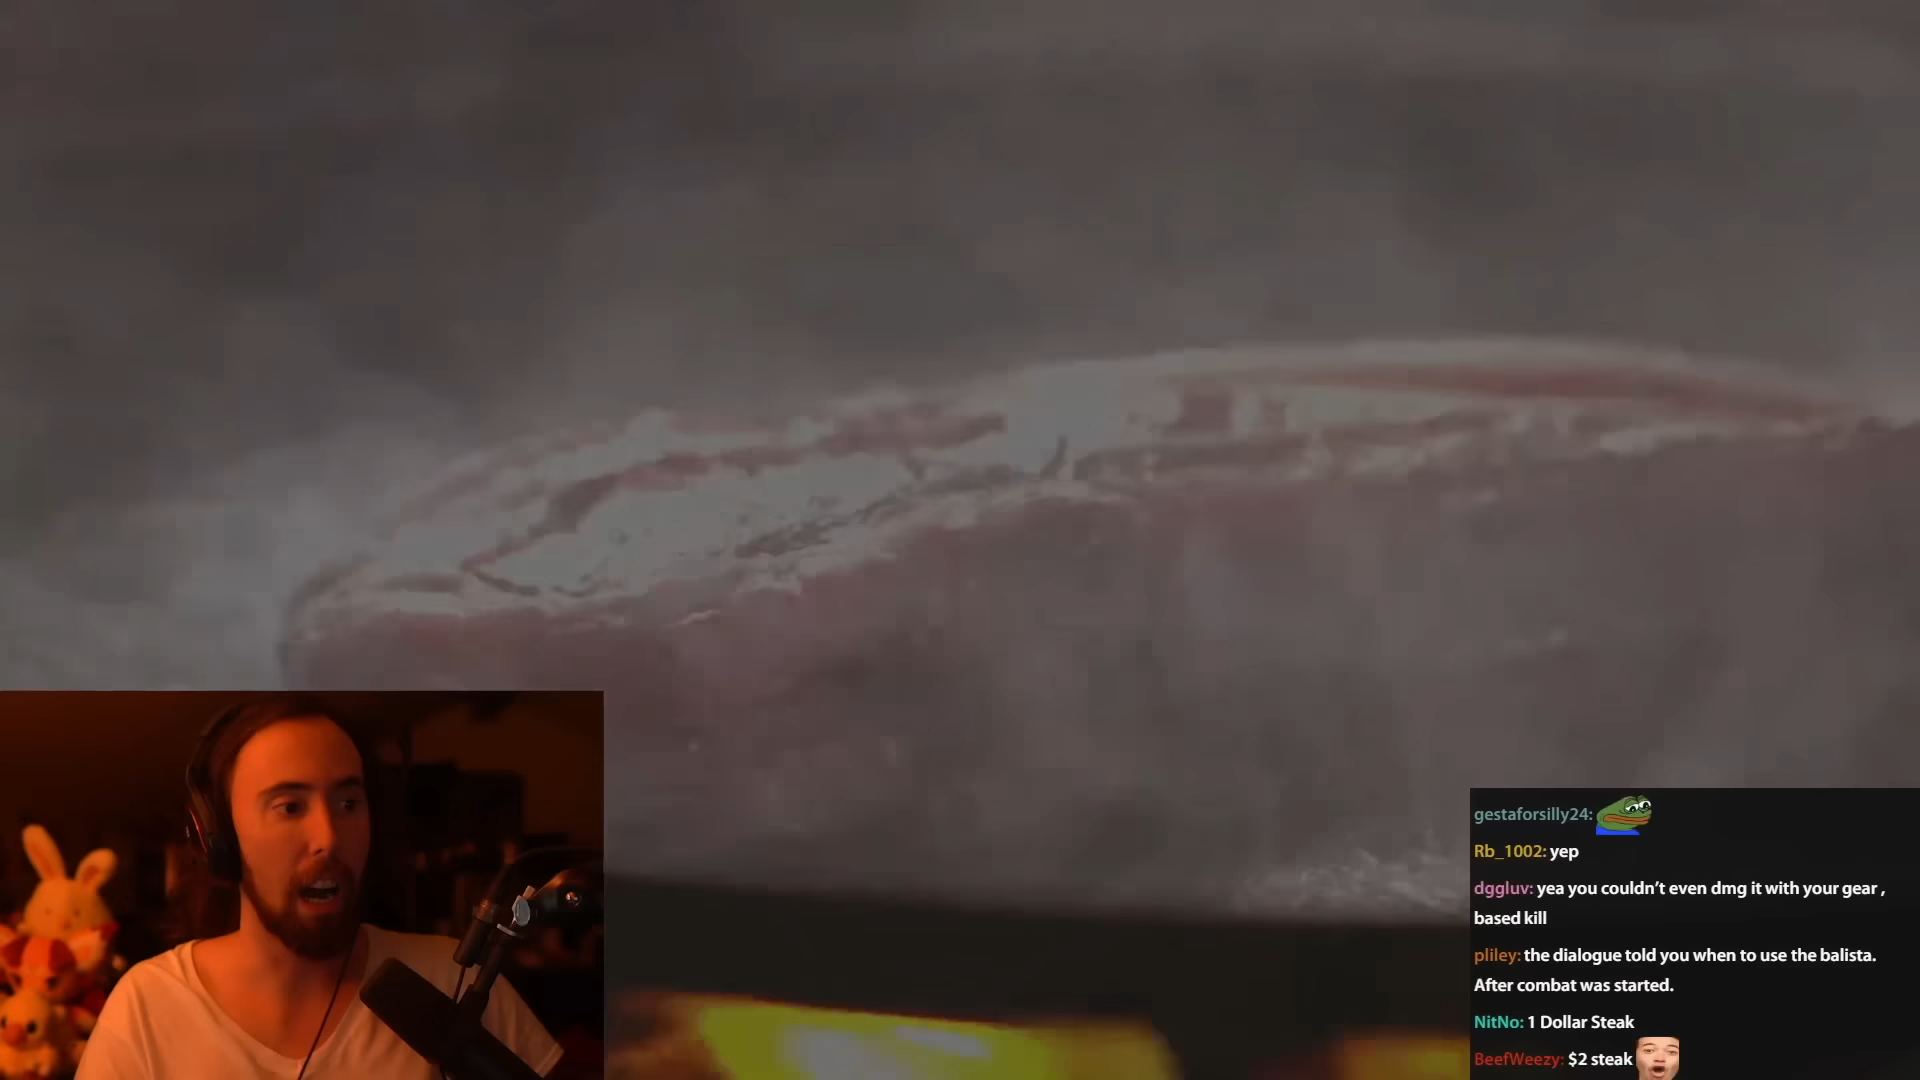 gestaforsilly24:
Rb_1002: yep
dggluv: yea you couldn't even dmg it with your gear ,
based kill
pliley: the dialogue told you when to use the balista.
After combat was started.
NitNo: 1 Dollar Steak
BeefWeezy: $2 steak